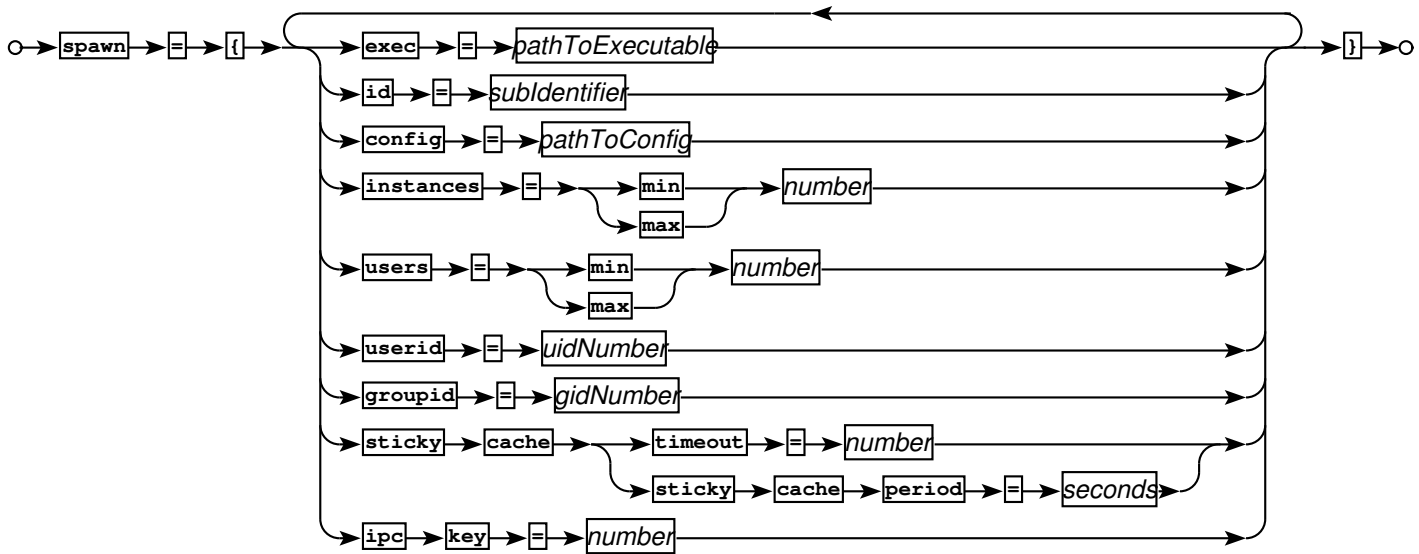 spawn = { exec = pathToExecutable }
id = subIdentifier
config = pathToConfig
instances = min number
max
users = min number
max
userid = uidNumber
groupid = gidNumber
sticky cache timeout = number
sticky cache period = seconds
ipc key = number